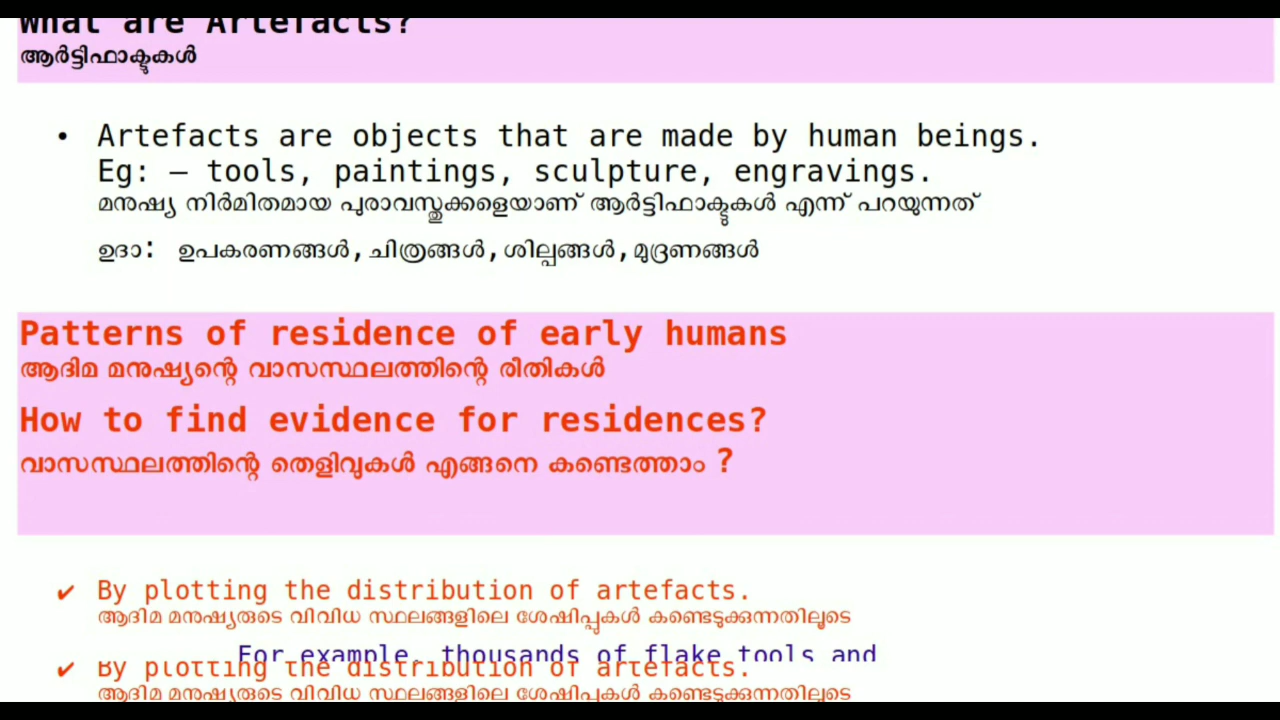 What are Artefacts?
ആർട്ടിഫാക്ടുകൾ
• Artefacts are objects that are made by human beings.
Eg: – tools, paintings, sculpture, engravings.
മനുഷ്യ നിർമിതമായ പുരാവസ്തുക്കളെയാണ് ആർട്ടിഫാക്ട്ടുകൾ എന്ന് പറയുന്നത്
ഉദാ: ഉപകരണങ്ങൾ,ചിത്രങ്ങൾ,ശില്പങ്ങൾ,മുദ്രണങ്ങൾ
Patterns of residence of early humans
ആദിമ മനുഷ്യന്റെ വാസസ്ഥലത്തിന്റെ രീതികൾ
How to find evidence for residences?
വാസസ്ഥലത്തിന്റെ തെളിവുകൾ എങ്ങനെ കണ്ടെത്താം ?
✔ By plotting the distribution of artefacts.
ആദിമ മനുഷ്യരുടെ വിവിധ സ്ഥലങ്ങളിലെ ശേഷിപ്പുകൾ കണ്ടെടുക്കുന്നതിലൂടെ
For example, thousands of flake tools and
✔ By plotting the distribution of artefacts.
ആദിമ മനുഷ്യരുടെ വിവിധ സ്ഥലങ്ങളിലെ ശേഷിപ്പുകൾ കണ്ടെടുക്കുന്നതിലൂടെ